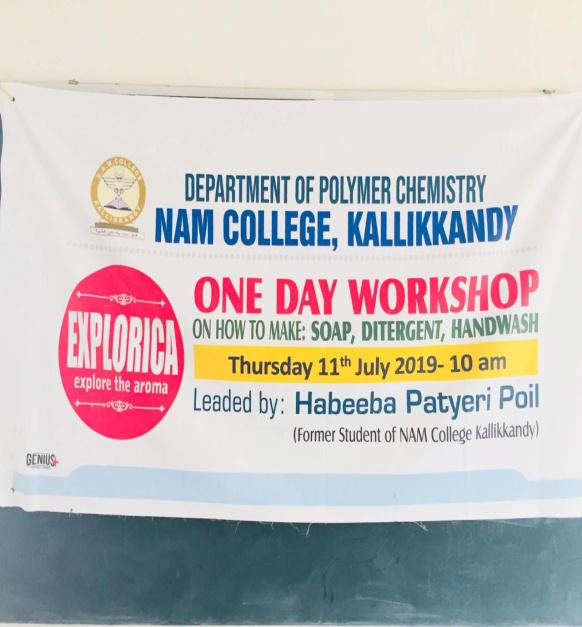 N.A.M COLLEGE
KALLIKKANDY
DEPARTMENT OF POLYMER CHEMISTRY
NAM COLLEGE, KALLIKKANDY
EXPLORICA
explore the aroma
ONE DAY WORKSHOP
ON HOW TO MAKE: SOAP, DITERGENT, HANDWASH
Thursday 11th July 2019- 10 am
Leaded by: Habeeba Patyeri Poil
(Former Student of NAM College Kallikkandy)
GENIUS+